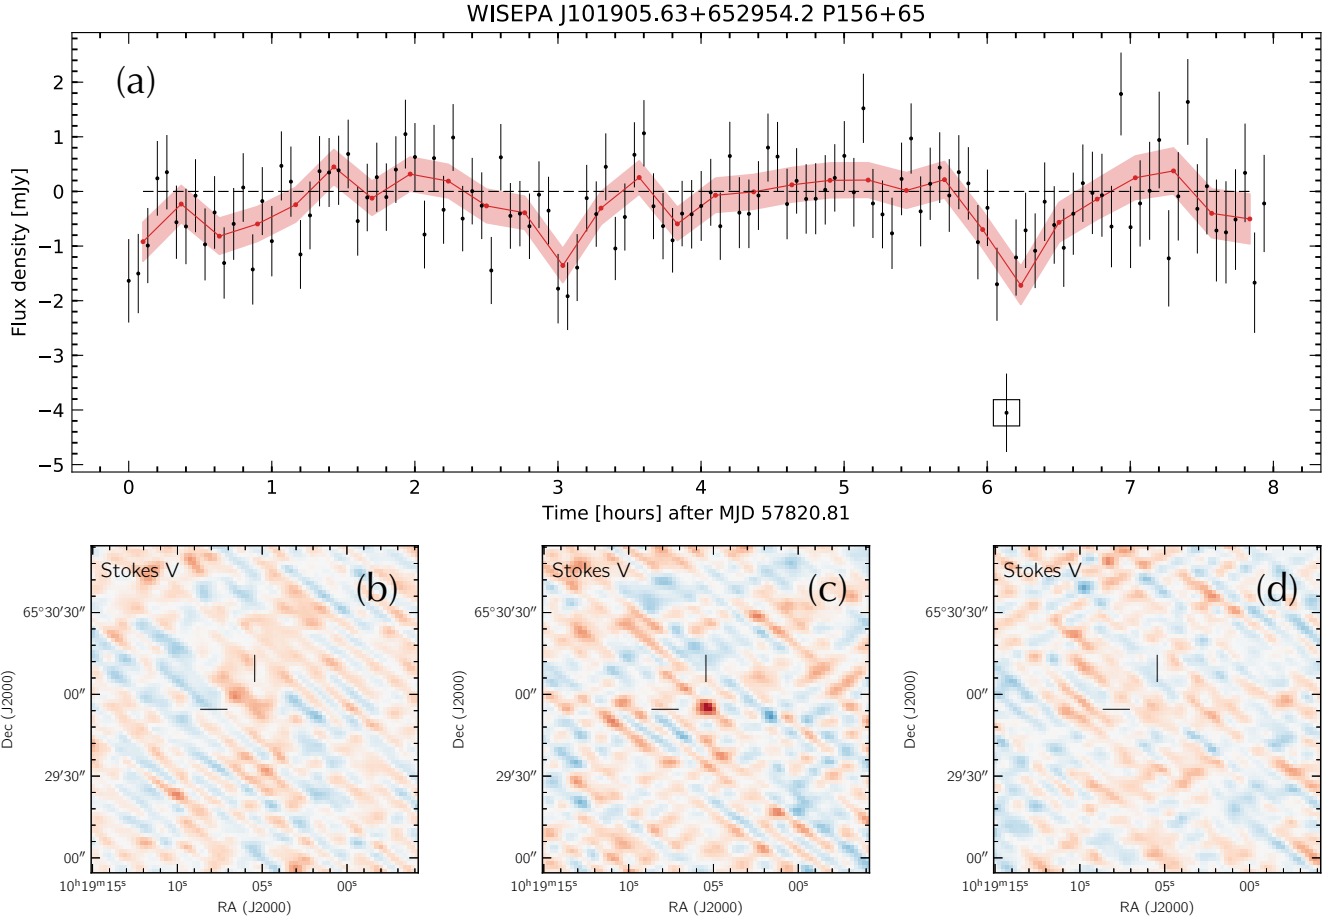 WISEPA J101905.63+652954.2 P156+65
(a)
Flux density [mJy]
2
1
0
−1
−2
−3
−4
−5
0 1 2 3 4 5 6 7 8
Time [hours] after MJD 57820.81
Stokes V (b)
Dec (J2000)
65°30′30″
00″
29′30″
00″
10ʰ19ᵐ15ˢ 10ˢ 05ˢ 00ˢ
RA (J2000)
Stokes V (c)
Dec (J2000)
65°30′30″
00″
29′30″
00″
10ʰ19ᵐ15ˢ 10ˢ 05ˢ 00ˢ
RA (J2000)
Stokes V (d)
Dec (J2000)
65°30′30″
00″
29′30″
00″
10ʰ19ᵐ15ˢ 10ˢ 05ˢ 00ˢ
RA (J2000)